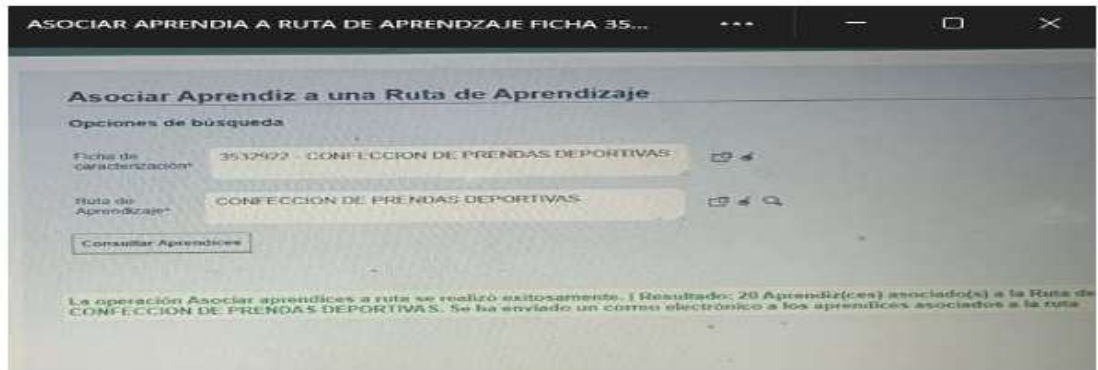 ASOCIAR APRENDIA A RUTA DE APRENDZAJE FICHA 35...
Asociar Aprendiz a una Ruta de Aprendizaje
Opciones de búsqueda
Ficha de caracterización* 3532922 - CONFECCION DE PRENDAS DEPORTIVAS
Ruta de Aprendizaje* CONFECCION DE PRENDAS DEPORTIVAS
Consultar Aprendices
La operación Asociar aprendices a ruta se realizó exitosamente. | Resultado: 20 Aprendiz(ces) asociado(s) a la Ruta de
CONFECCION DE PRENDAS DEPORTIVAS. Se ha enviado un correo electrónico a los aprendices asociados a la ruta